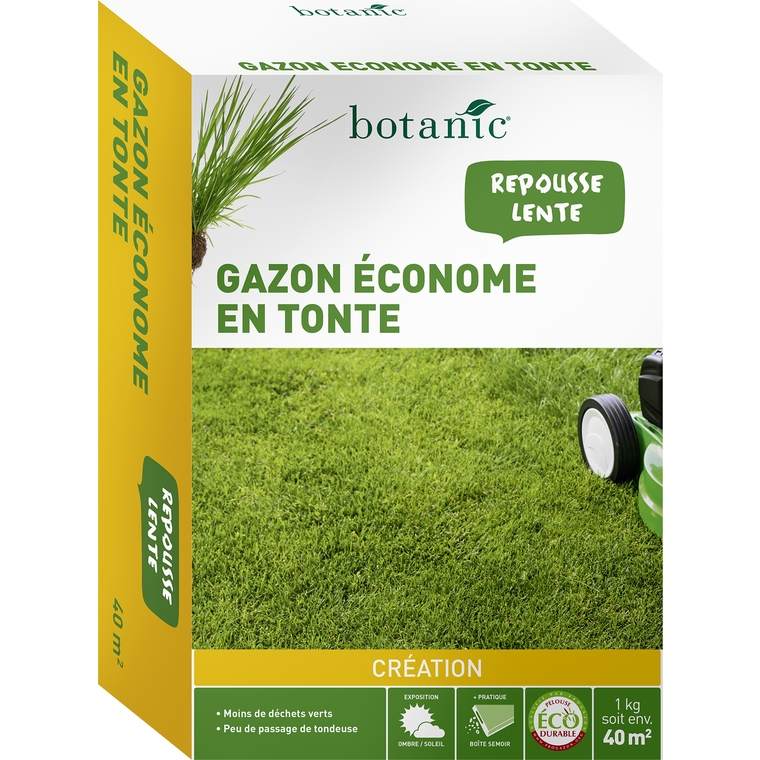 botanic
GAZON ÉCONOME EN TONTE
botanic®
REPOUSSE
LENTE
GAZON ÉCONOME
EN TONTE
GAZON ÉCONOME
EN TONTE
REPOUSSE
LENTE
40 m²
CRÉATION
• Moins de déchets verts
• Peu de passage de tondeuse
EXPOSITION
OMBRE / SOLEIL
+ PRATIQUE
BOÎTE SEMOIR
PELOUSE
ÉCO
DURABLE
1 kg
soit env.
40 m²